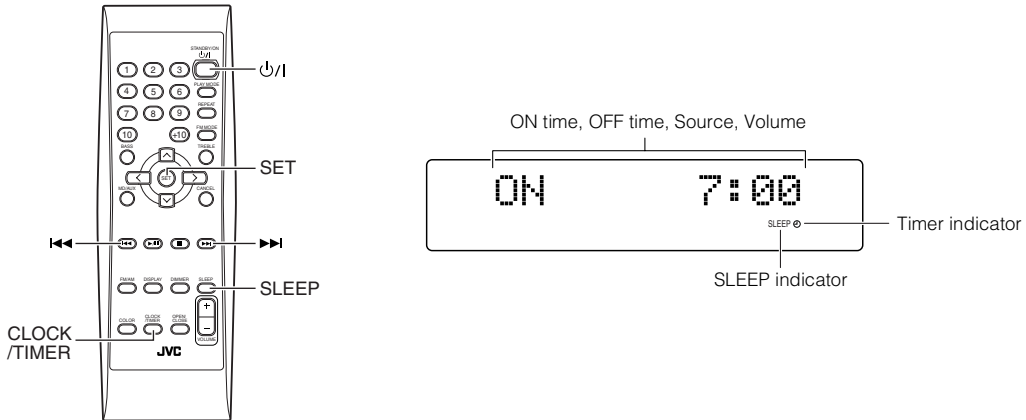 STANDBY/ON
⏻/I
1 2 3
⏻/I
PLAY MODE
4 5 6
REPEAT
7 8 9
FM MODE
10 +10
BASS TREBLE
SET
SET
MD/AUX CANCEL
FM/AM DISPLAY DIMMER SLEEP
SLEEP
COLOR CLOCK/TIMER OPEN/CLOSE
+
–
VOLUME
CLOCK
/TIMER
JVC
ON time, OFF time, Source, Volume
ON 7:00
SLEEP
Timer indicator
SLEEP indicator